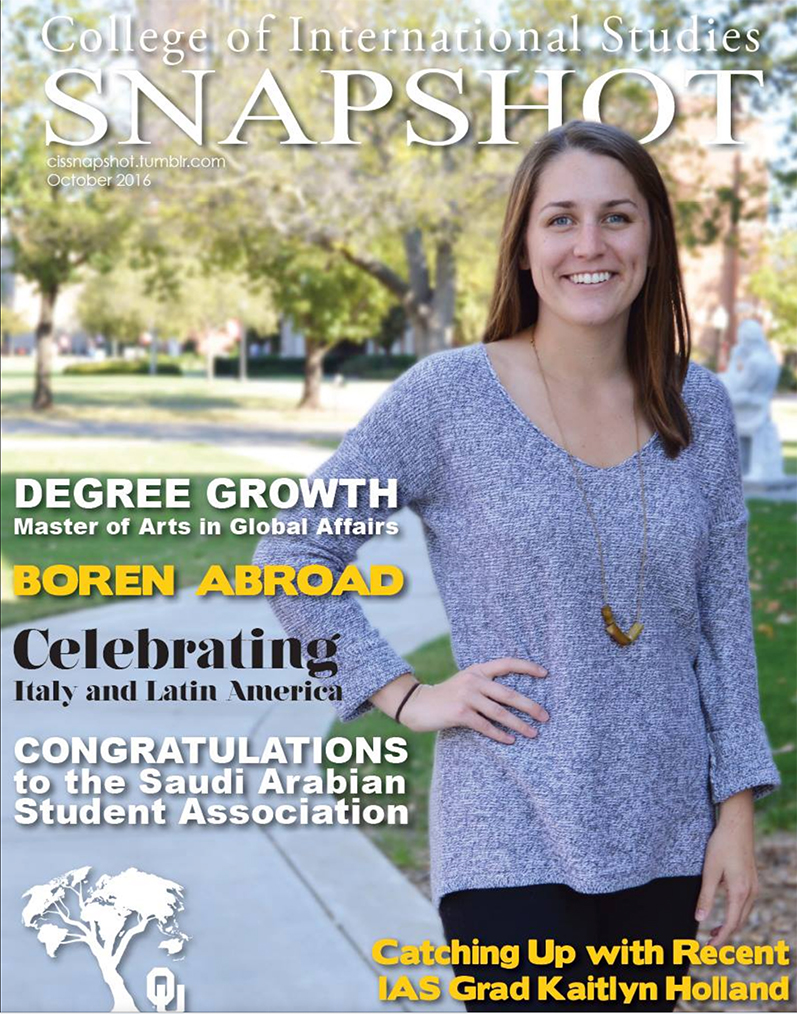 College of International Studies
SNAPSHOT
cissnapshot.tumblr.com
October 2016
DEGREE GROWTH
Master of Arts in Global Affairs
BOREN ABROAD
Celebrating
Italy and Latin America
CONGRATULATIONS
to the Saudi Arabian
Student Association
OU
Catching Up with Recent
IAS Grad Kaitlyn Holland